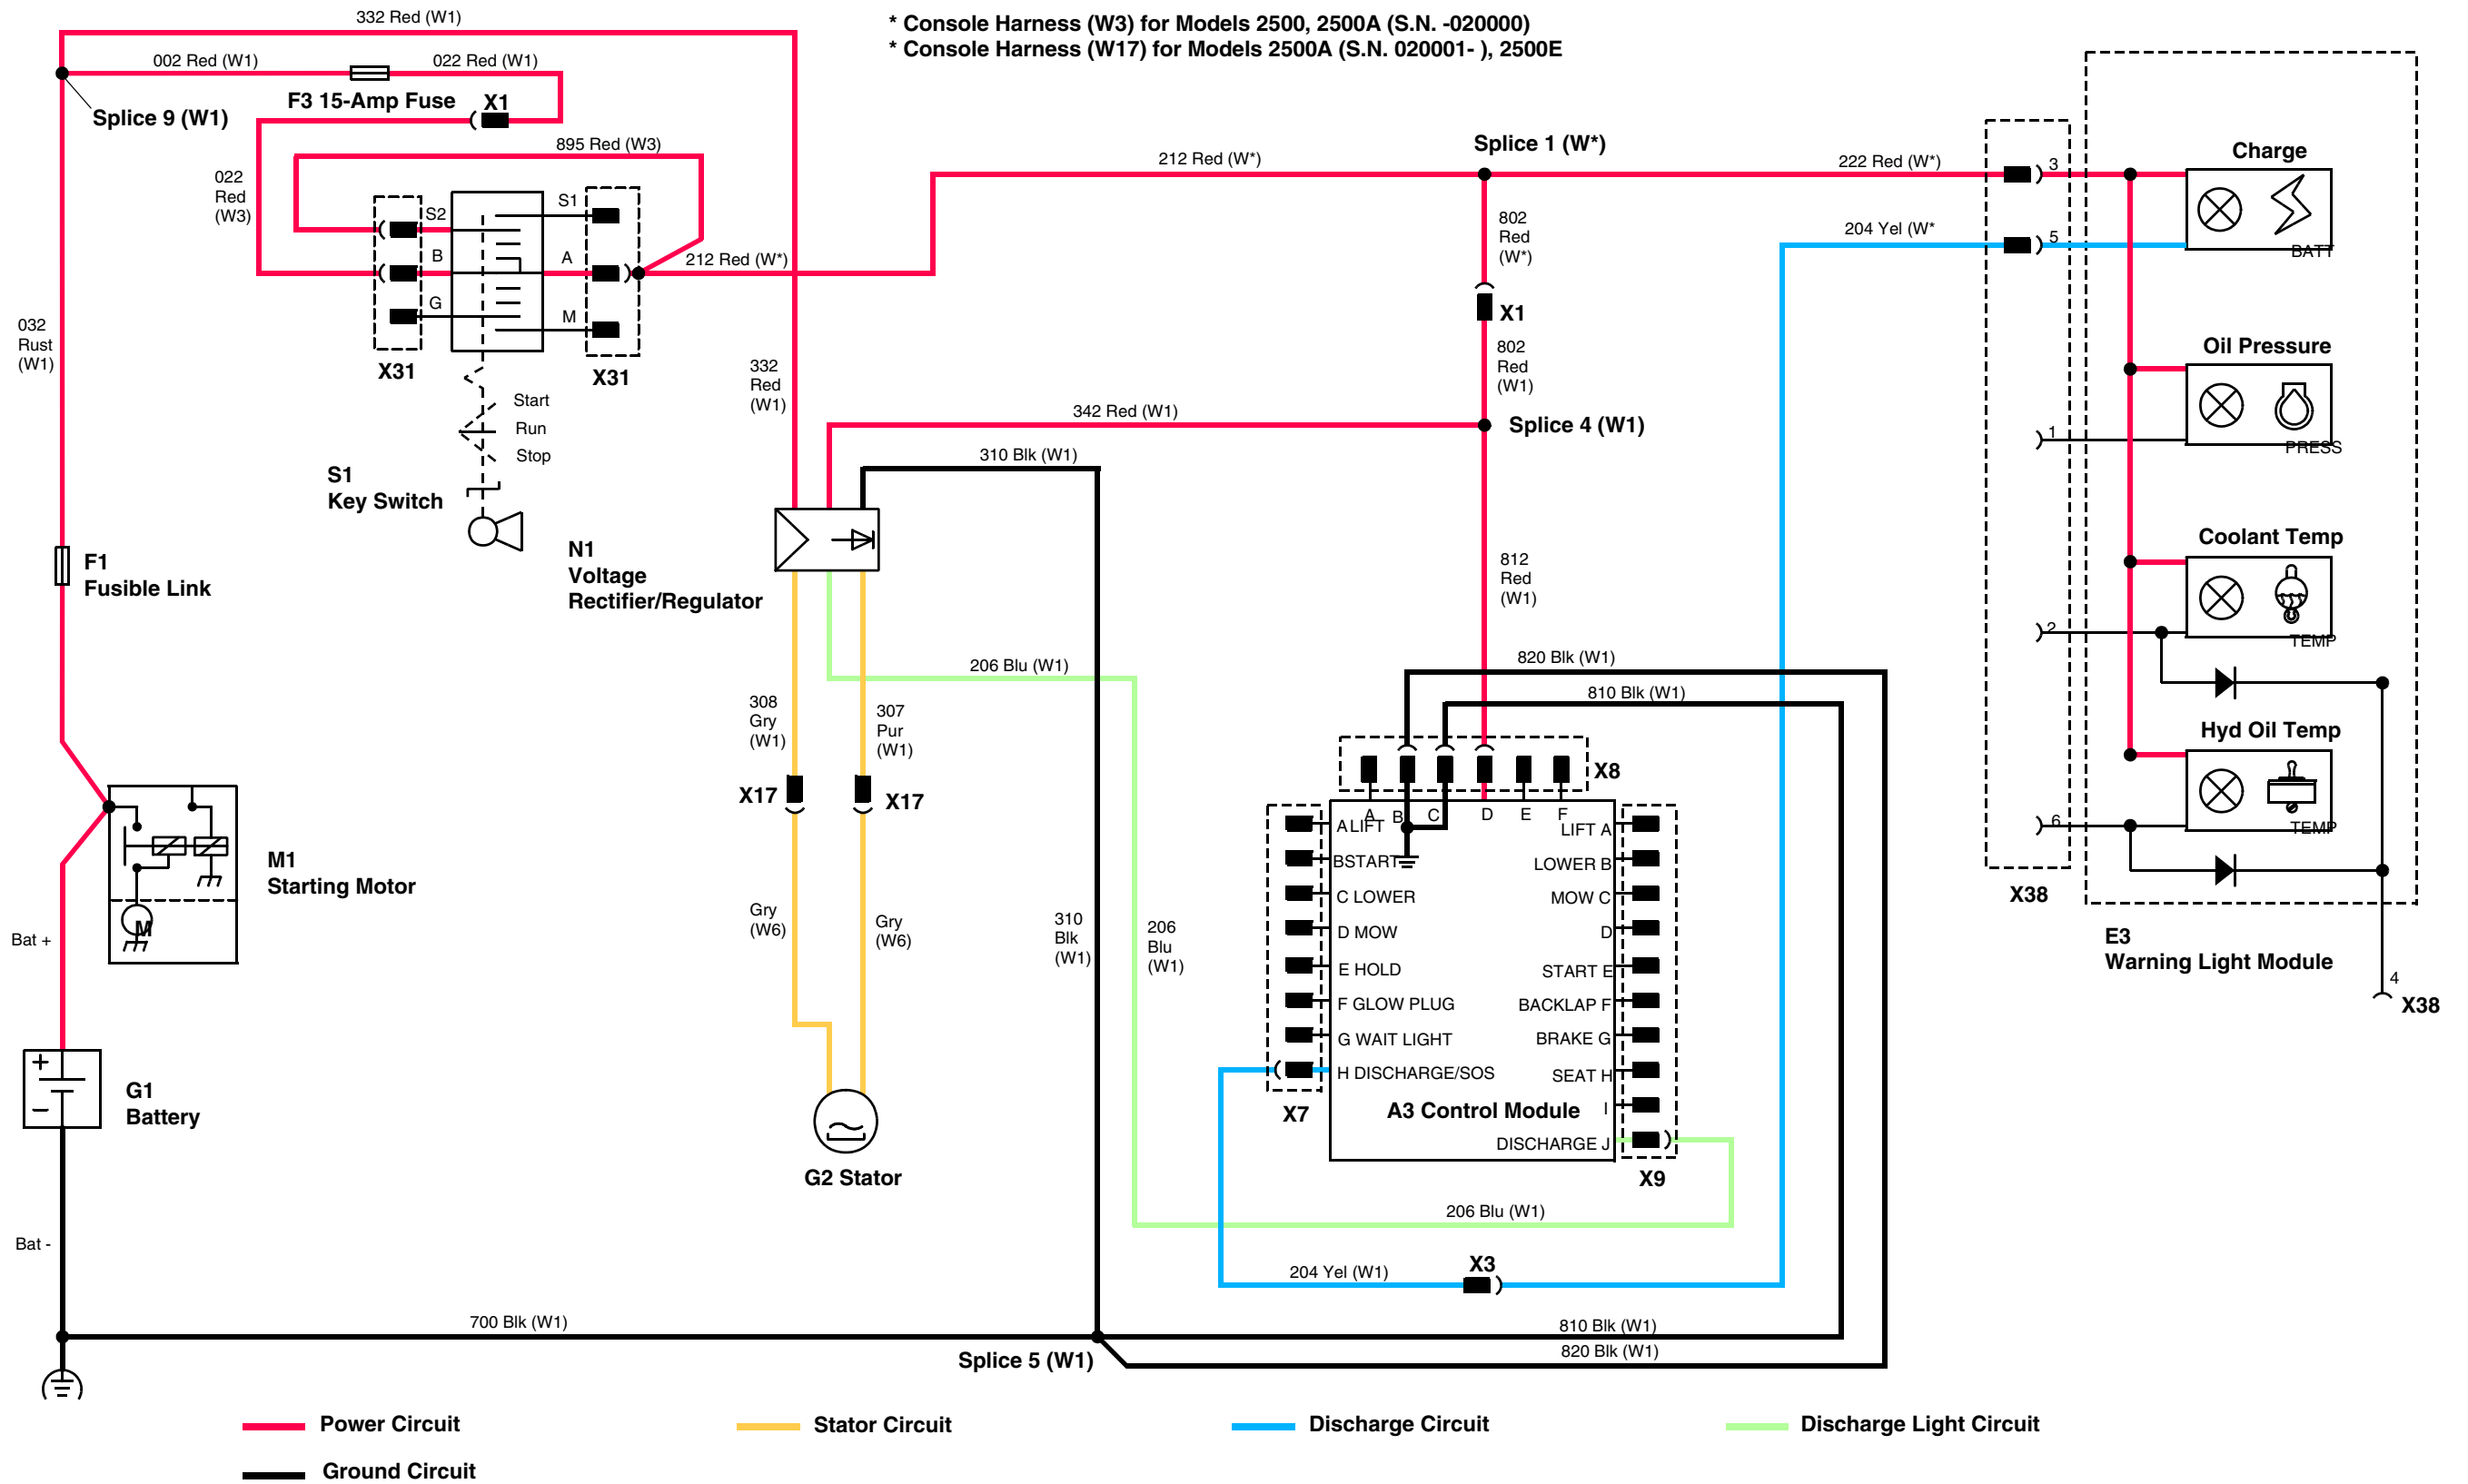 332 Red (W1)
* Console Harness (W3) for Models 2500, 2500A (S.N. -020000)
* Console Harness (W17) for Models 2500A (S.N. 020001- ), 2500E
002 Red (W1)
022 Red (W1)
F3 15-Amp Fuse
X1
Splice 9 (W1)
895 Red (W3)
022
Red
(W3)
S2
B
G
S1
A
M
X31
X31
212 Red (W*)
212 Red (W*)
Splice 1 (W*)
222 Red (W*)
3
204 Yel (W*
5
Charge
BATT
802
Red
(W*)
X1
802
Red
(W1)
Oil Pressure
1
PRESS
032
Rust
(W1)
332
Red
(W1)
Start
Run
Stop
S1
Key Switch
342 Red (W1)
Splice 4 (W1)
310 Blk (W1)
F1
Fusible Link
N1
Voltage
Rectifier/Regulator
812
Red
(W1)
Coolant Temp
2
TEMP
206 Blu (W1)
820 Blk (W1)
810 Blk (W1)
308
Gry
(W1)
307
Pur
(W1)
X17
X17
X8
Hyd Oil Temp
6
TEMP
X38
E3
Warning Light Module
4
X38
M1
Starting Motor
M
Bat +
Gry
(W6)
Gry
(W6)
310
Blk
(W1)
206
Blu
(W1)
A
B
C
D
E
F
A LIFT
B START
C LOWER
D MOW
E HOLD
F GLOW PLUG
G WAIT LIGHT
H DISCHARGE/SOS
LIFT A
LOWER B
MOW C
D
START E
BACKLAP F
BRAKE G
SEAT H
I
DISCHARGE J
A3 Control Module
X7
X9
G1
Battery
G2 Stator
206 Blu (W1)
204 Yel (W1)
X3
Bat -
700 Blk (W1)
Splice 5 (W1)
810 Blk (W1)
820 Blk (W1)
Power Circuit
Stator Circuit
Discharge Circuit
Discharge Light Circuit
Ground Circuit